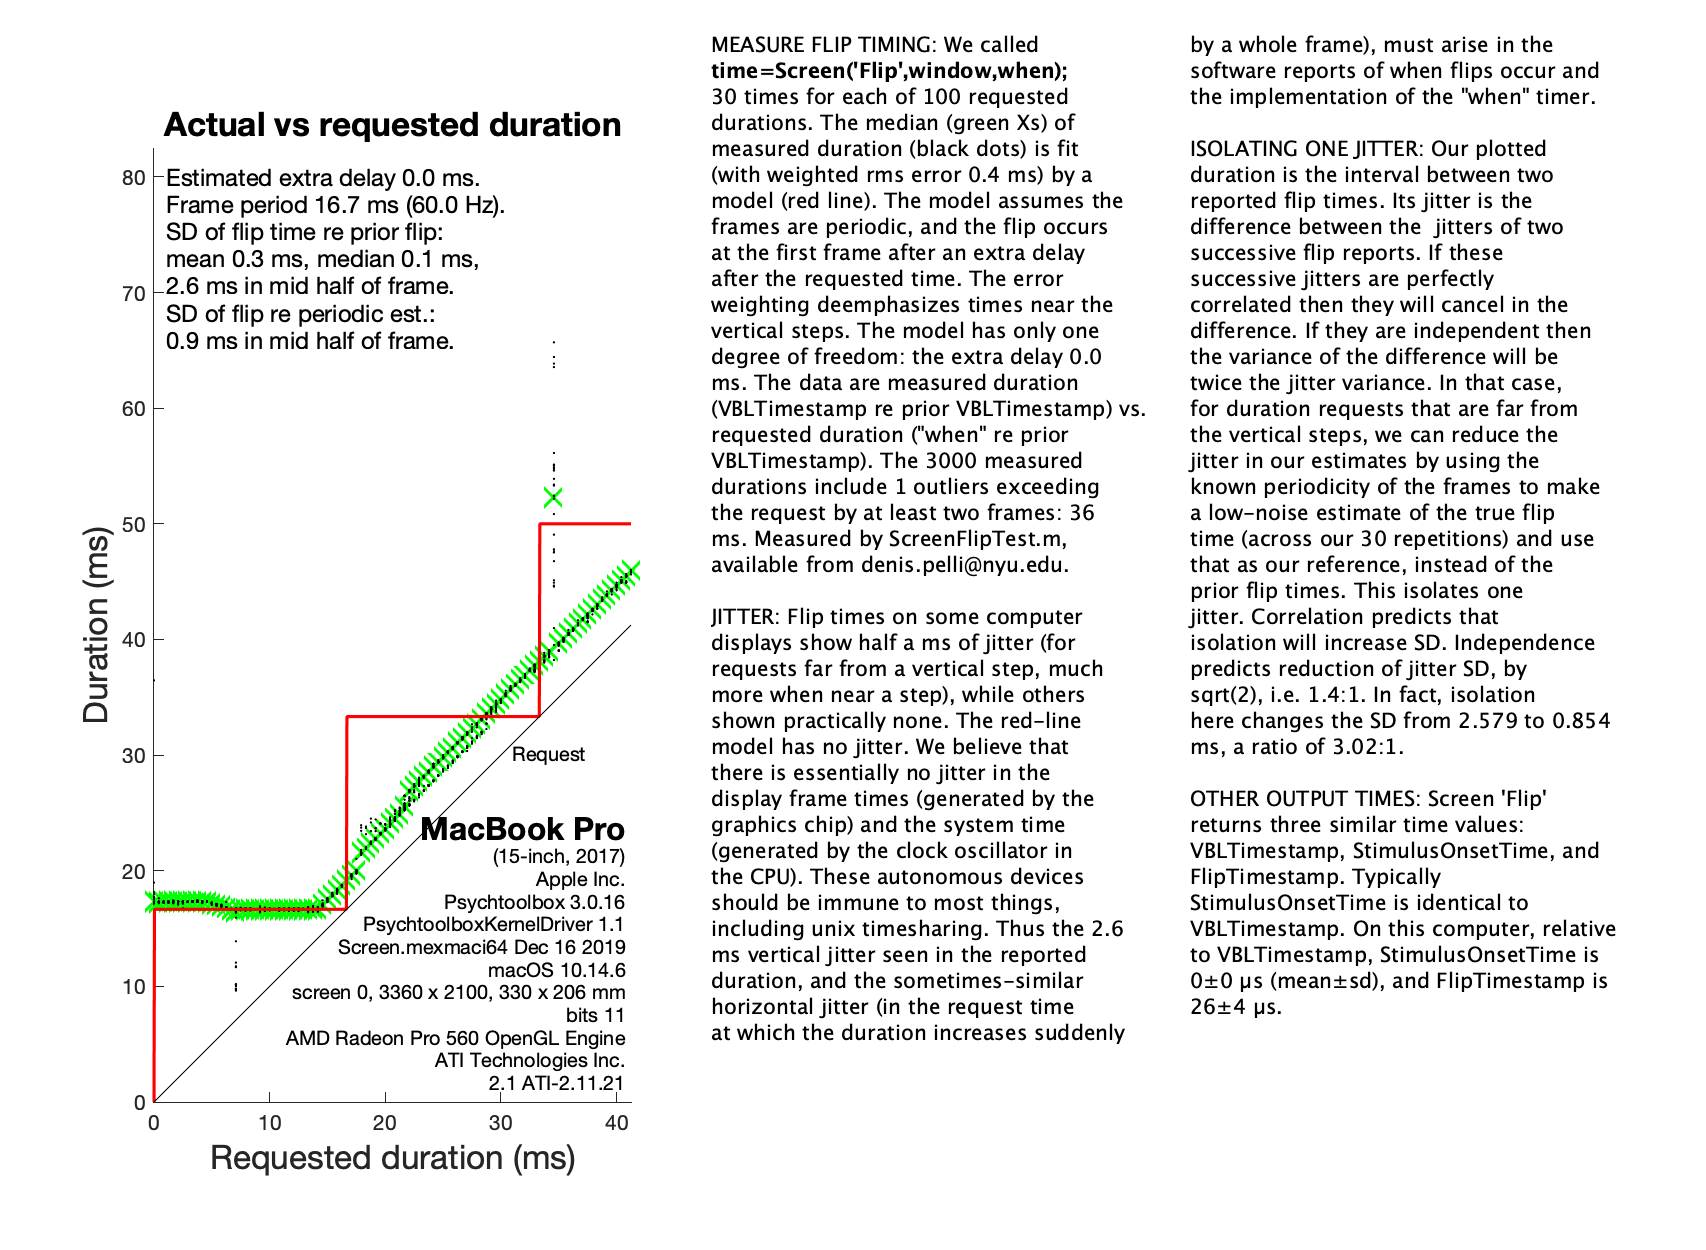 Actual vs requested duration
Estimated extra delay 0.0 ms.
Frame period 16.7 ms (60.0 Hz).
SD of flip time re prior flip:
mean 0.3 ms, median 0.1 ms,
2.6 ms in mid half of frame.
SD of flip re periodic est.:
0.9 ms in mid half of frame.
80
70
60
50
40
30
20
10
0
Duration (ms)
Request
MacBook Pro
(15-inch, 2017)
Apple Inc.
Psychtoolbox 3.0.16
PsychtoolboxKernelDriver 1.1
Screen.mexmaci64 Dec 16 2019
macOS 10.14.6
screen 0, 3360 x 2100, 330 x 206 mm
bits 11
AMD Radeon Pro 560 OpenGL Engine
ATI Technologies Inc.
2.1 ATI-2.11.21
0 10 20 30 40
Requested duration (ms)
MEASURE FLIP TIMING: We called
time=Screen('Flip',window,when);
30 times for each of 100 requested
durations. The median (green Xs) of
measured duration (black dots) is fit
(with weighted rms error 0.4 ms) by a
model (red line). The model assumes the
frames are periodic, and the flip occurs
at the first frame after an extra delay
after the requested time. The error
weighting deemphasizes times near the
vertical steps. The model has only one
degree of freedom: the extra delay 0.0
ms. The data are measured duration
(VBLTimestamp re prior VBLTimestamp) vs.
requested duration ("when" re prior
VBLTimestamp). The 3000 measured
durations include 1 outliers exceeding
the request by at least two frames: 36
ms. Measured by ScreenFlipTest.m,
available from denis.pelli@nyu.edu.
JITTER: Flip times on some computer
displays show half a ms of jitter (for
requests far from a vertical step, much
more when near a step), while others
shown practically none. The red-line
model has no jitter. We believe that
there is essentially no jitter in the
display frame times (generated by the
graphics chip) and the system time
(generated by the clock oscillator in
the CPU). These autonomous devices
should be immune to most things,
including unix timesharing. Thus the 2.6
ms vertical jitter seen in the reported
duration, and the sometimes-similar
horizontal jitter (in the request time
at which the duration increases suddenly
by a whole frame), must arise in the
software reports of when flips occur and
the implementation of the "when" timer.
ISOLATING ONE JITTER: Our plotted
duration is the interval between two
reported flip times. Its jitter is the
difference between the  jitters of two
successive flip reports. If these
successive jitters are perfectly
correlated then they will cancel in the
difference. If they are independent then
the variance of the difference will be
twice the jitter variance. In that case,
for duration requests that are far from
the vertical steps, we can reduce the
jitter in our estimates by using the
known periodicity of the frames to make
a low-noise estimate of the true flip
time (across our 30 repetitions) and use
that as our reference, instead of the
prior flip times. This isolates one
jitter. Correlation predicts that
isolation will increase SD. Independence
predicts reduction of jitter SD, by
sqrt(2), i.e. 1.4:1. In fact, isolation
here changes the SD from 2.579 to 0.854
ms, a ratio of 3.02:1.
OTHER OUTPUT TIMES: Screen 'Flip'
returns three similar time values:
VBLTimestamp, StimulusOnsetTime, and
FlipTimestamp. Typically
StimulusOnsetTime is identical to
VBLTimestamp. On this computer, relative
to VBLTimestamp, StimulusOnsetTime is
0±0 µs (mean±sd), and FlipTimestamp is
26±4 µs.